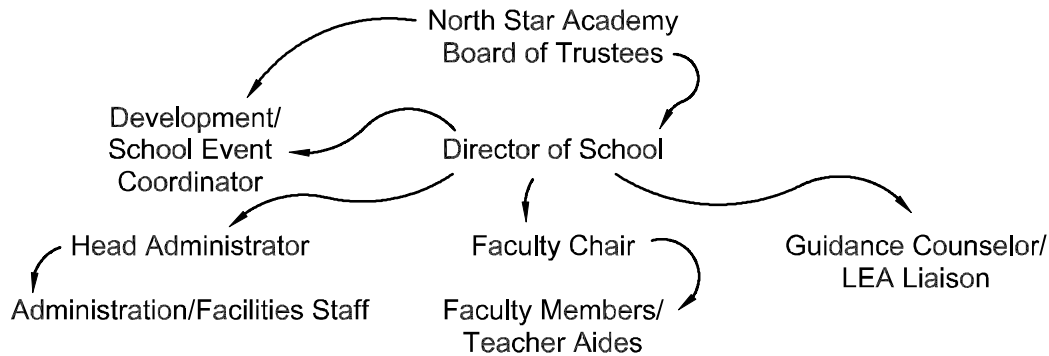 North Star Academy
Board of Trustees
Development/
School Event
Coordinator
Director of School
Head Administrator
Faculty Chair
Guidance Counselor/
LEA Liaison
Administration/Facilities Staff
Faculty Members/
Teacher Aides